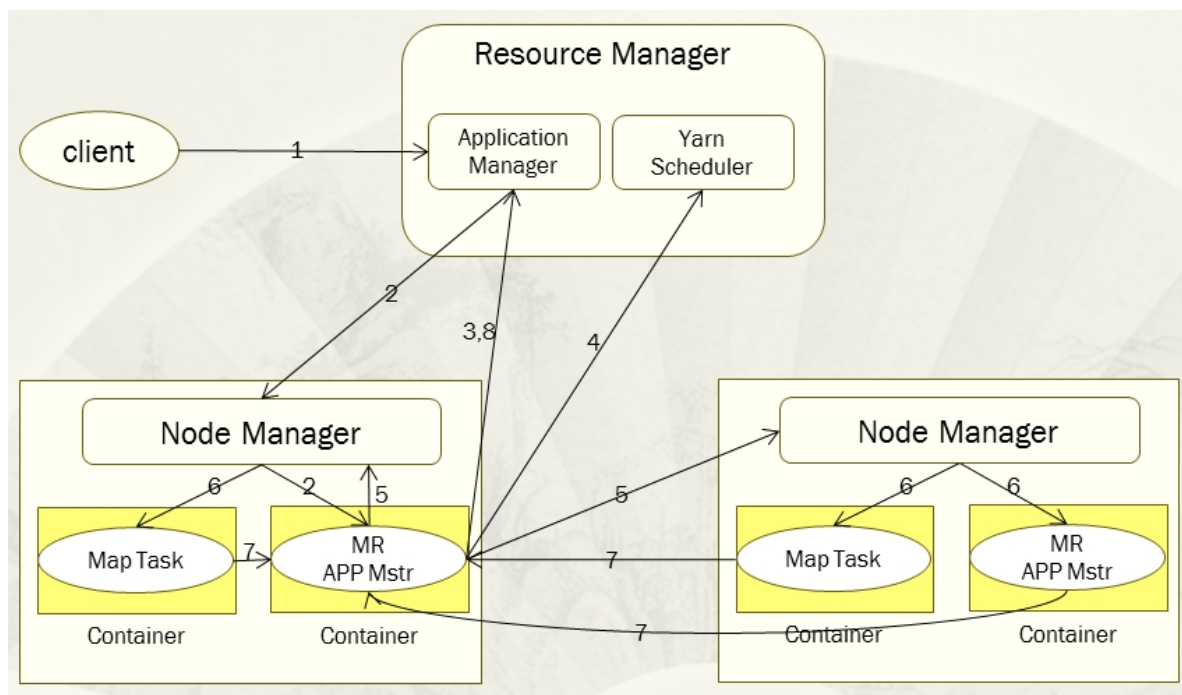 Resource Manager
client
1
Application
Manager
Yarn
Scheduler
2
3,8
4
Node Manager
6
2
5
Map Task
7
MR
APP Mstr
Container
Container
5
7
7
Node Manager
6
6
Map Task
MR
APP Mstr
Container
Container